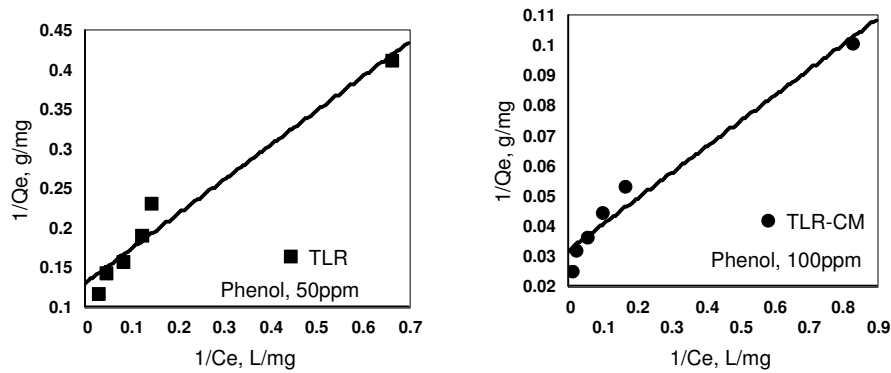 0.45
0.4
0.35
0.3
0.25
0.2
0.15
0.1
1/Qe, g/mg
TLR
Phenol, 50ppm
0 0.1 0.2 0.3 0.4 0.5 0.6 0.7
1/Ce, L/mg
0.11
0.1
0.09
0.08
0.07
0.06
0.05
0.04
0.03
0.02
1/Qe, g/mg
TLR-CM
Phenol, 100ppm
0 0.1 0.2 0.3 0.4 0.5 0.6 0.7 0.8 0.9
1/Ce, L/mg